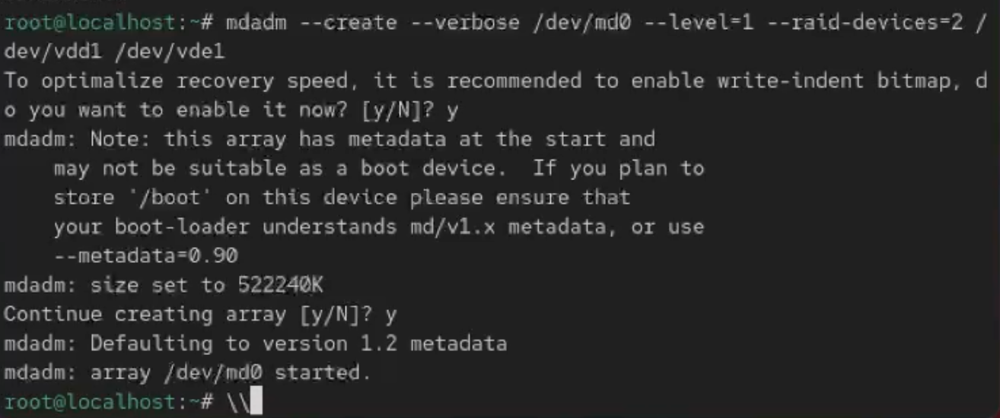 root@localhost:~# mdadm --create --verbose /dev/md0 --level=1 --raid-devices=2 /
dev/vdd1 /dev/vde1
To optimalize recovery speed, it is recommended to enable write-indent bitmap, d
o you want to enable it now? [y/N]? y
mdadm: Note: this array has metadata at the start and
    may not be suitable as a boot device.  If you plan to
    store '/boot' on this device please ensure that
    your boot-loader understands md/v1.x metadata, or use
    --metadata=0.90
mdadm: size set to 522240K
Continue creating array [y/N]? y
mdadm: Defaulting to version 1.2 metadata
mdadm: array /dev/md0 started.
root@localhost:~# \\